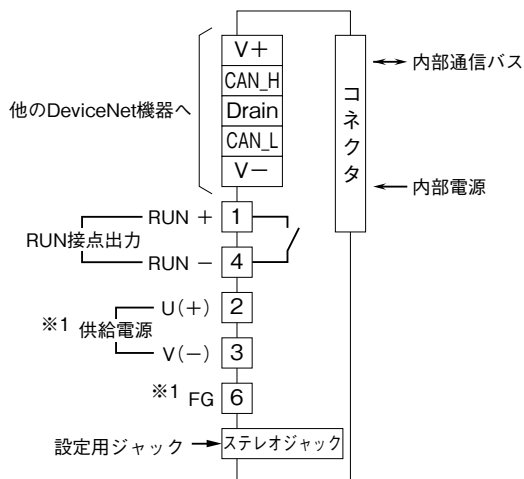 V+
CAN_H
Drain
CAN_L
V−
他のDeviceNet機器へ
コネクタ
内部通信バス
内部電源
RUN + 1
RUN接点出力
RUN − 4
U(+) 2
※1 供給電源
V(−) 3
※1 FG 6
設定用ジャック
ステレオジャック